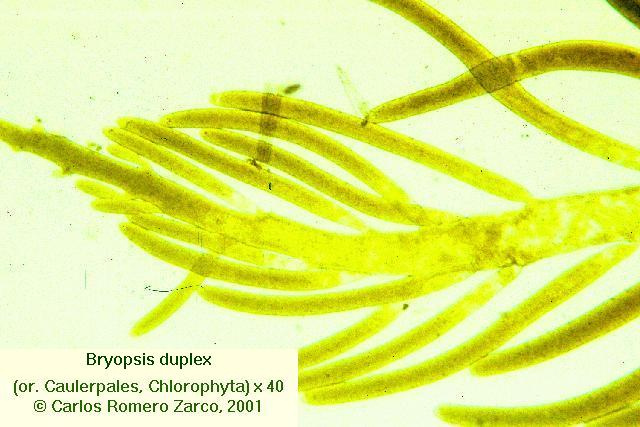 Bryopsis duplex
(or. Caulerpales, Chlorophyta) x 40
© Carlos Romero Zarco, 2001